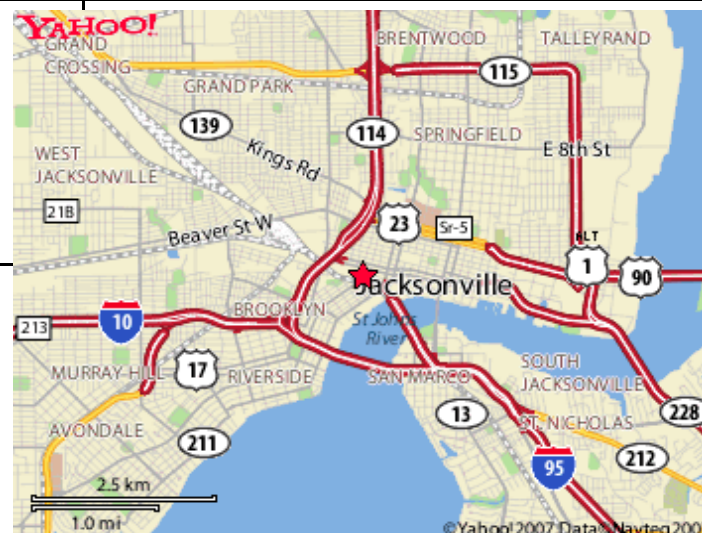 YAHOO!
GRAND
CROSSING
BRENTWOOD
TALLEYRAND
115
GRAND PARK
139
114
SPRINGFIELD
Kings Rd
E 8th St
WEST
JACKSONVILLE
21B
Beaver St W
23
Sr-5
ALT
1
90
Jacksonville
BROOKLYN
St Johns
River
213
10
MURRAY HILL
17
RIVERSIDE
SAN MARCO
SOUTH
JACKSONVILLE
13
228
ST. NICHOLAS
AVONDALE
211
95
212
2.5 km
1.0 mi
©Yahoo!2007 Data©Navteq200